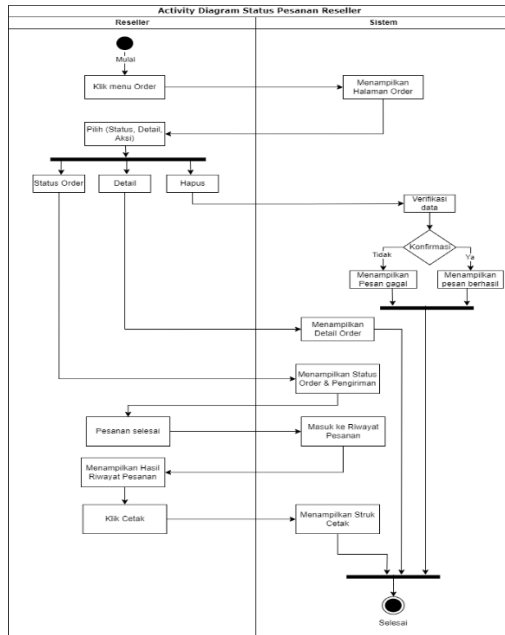 Activity Diagram Status Pesanan Reseller
Reseller
Sistem
Mulai
Klik menu Order
Menampilkan
Halaman Order
Pilih (Status, Detail,
Aksi)
Status Order
Detail
Hapus
Verifikasi
data
Konfirmasi
Tidak
Ya
Menampilkan
Pesan gagal
Menampilkan
pesan berhasil
Menampilkan
Detail Order
Menampilkan Status
Order & Pengiriman
Pesanan selesai
Masuk ke Riwayat
Pesanan
Menampilkan Hasil
Riwayat Pesanan
Klik Cetak
Menampilkan Struk
Cetak
Selesai